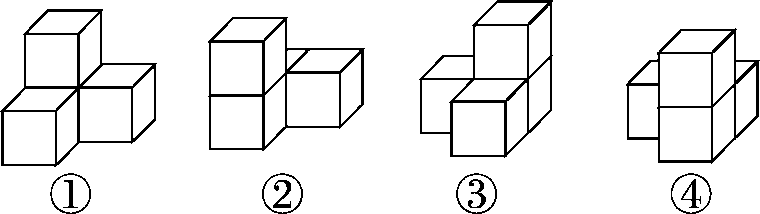 ① ② ③ ④